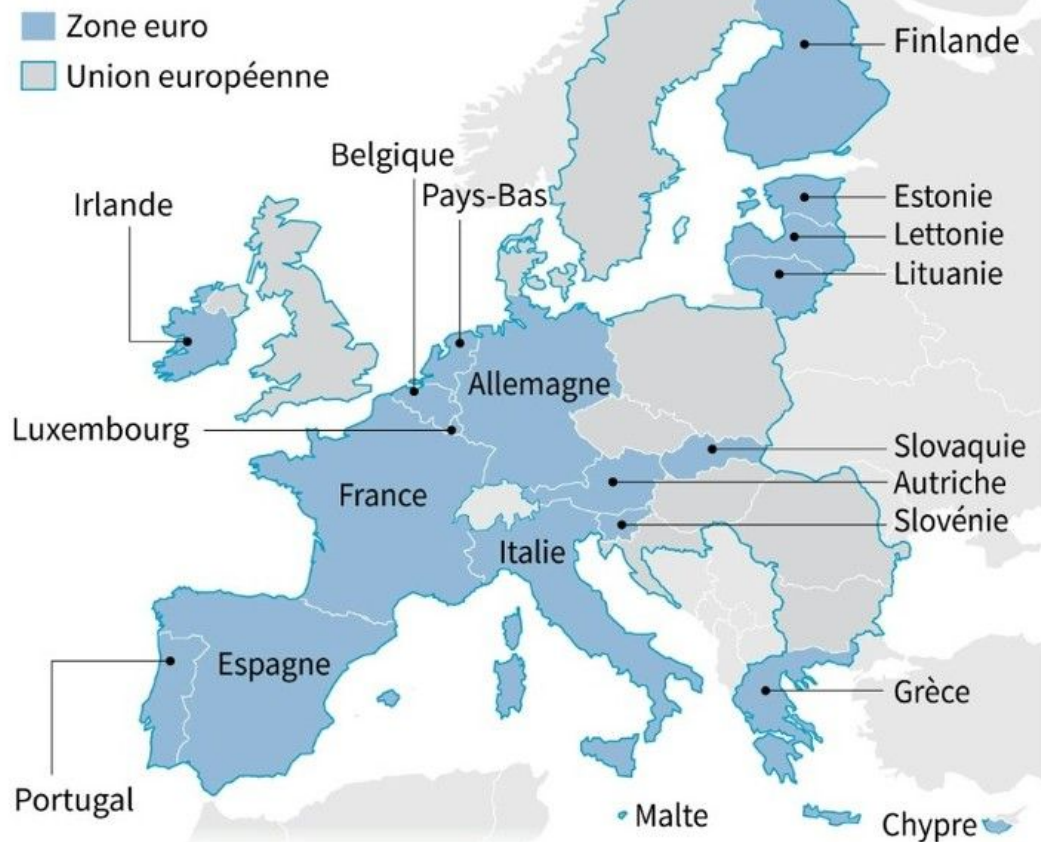 Zone euro
Union européenne
Finlande
Belgique
Pays-Bas
Irlande
Estonie
Lettonie
Lituanie
Allemagne
Luxembourg
Slovaquie
Autriche
France
Slovénie
Italie
Espagne
Grèce
Portugal
Malte
Chypre